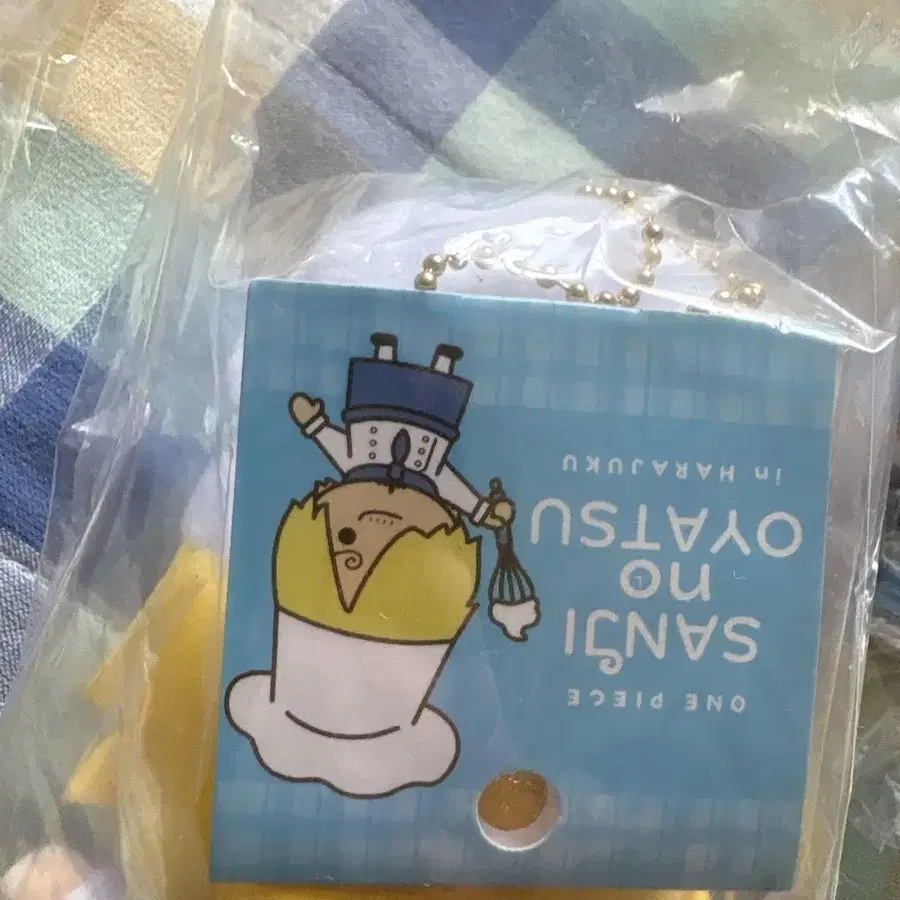 ONE PIECE
SANJI
no
OYATSU
in HARAJUKU